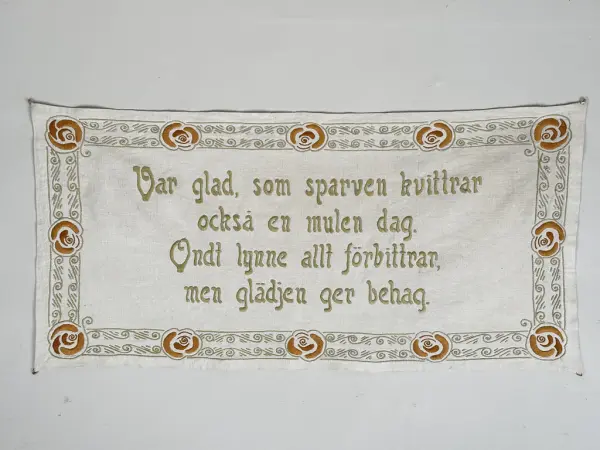 Var glad, som sparven kvittrar
också en mulen dag.
Ondt lynne allt förbittrar,
men glädjen ger behag.